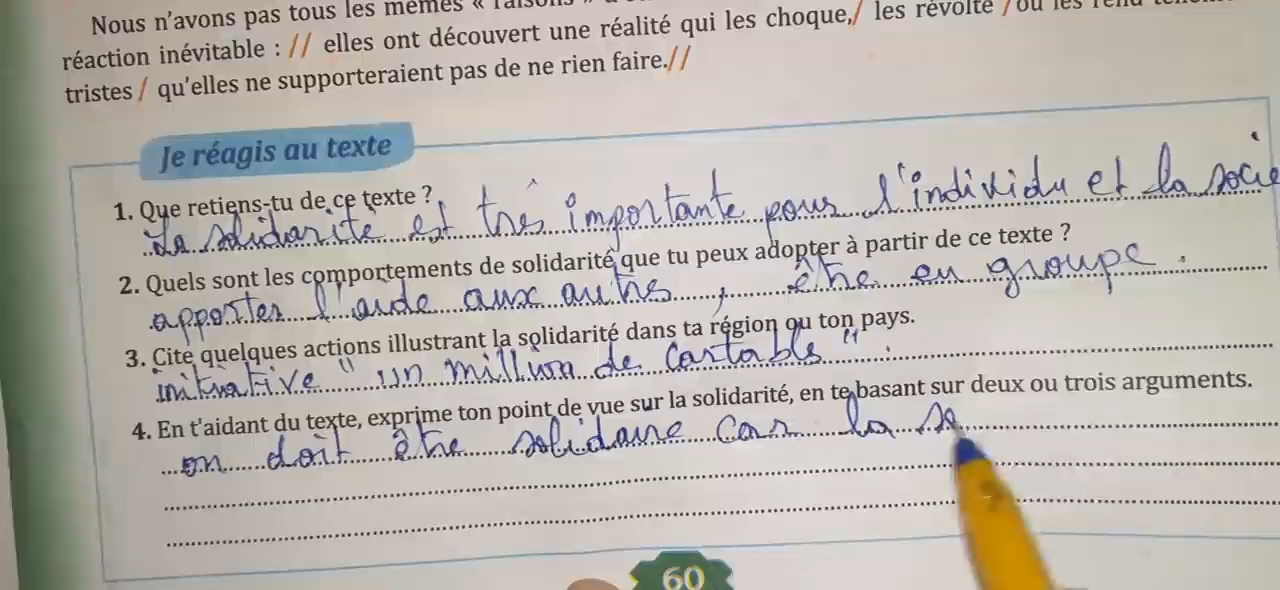 Nous n'avons pas tous les mêmes « raisons »
réaction inévitable : // elles ont découvert une réalité qui les choque,/ les révolte /ou les rend
tristes / qu'elles ne supporteraient pas de ne rien faire.//
Je réagis au texte
1. Que retiens-tu de ce texte ?
La solidarité est très importante pour l'individu et la socié
2. Quels sont les comportements de solidarité que tu peux adopter à partir de ce texte ?
apporter l'aide aux autres, être en groupe.
3. Cite quelques actions illustrant la solidarité dans ta région ou ton pays.
initiative " un million de cartable ".
4. En t'aidant du texte, exprime ton point de vue sur la solidarité, en te basant sur deux ou trois arguments.
on doit être solidaire car la so
60